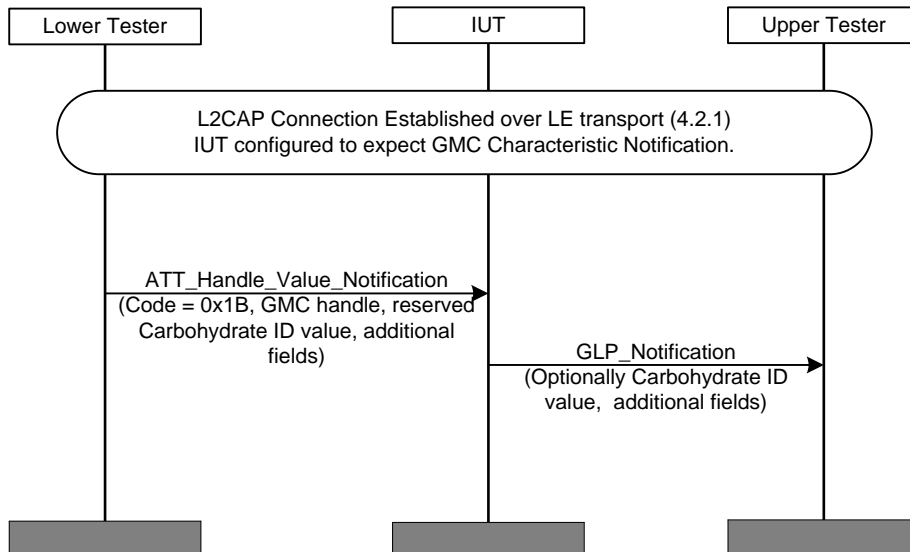 Lower Tester
IUT
Upper Tester
L2CAP Connection Established over LE transport (4.2.1)
IUT configured to expect GMC Characteristic Notification.
ATT_Handle_Value_Notification
(Code = 0x1B, GMC handle, reserved
Carbohydrate ID value, additional
fields)
GLP_Notification
(Optionally Carbohydrate ID
value, additional fields)